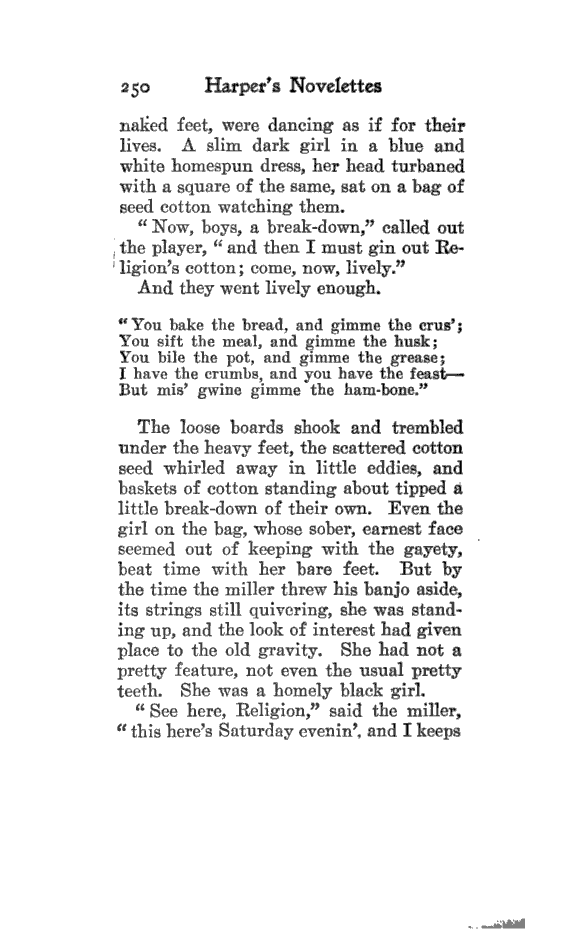 250 Harper's Novelettes
naked feet, were dancing as if for their
lives. A slim dark girl in a blue and
white homespun dress, her head turbaned
with a square of the same, sat on a bag of
seed cotton watching them.
“Now, boys, a break-down,” called out
the player, “and then I must gin out Re-
ligion's cotton; come, now, lively.”
And they went lively enough.
“You bake the bread, and gimme the crus';
You sift the meal, and gimme the husk;
You bile the pot, and gimme the grease;
I have the crumbs, and you have the feast—
But mis' gwine gimme the ham-bone.”
The loose boards shook and trembled
under the heavy feet, the scattered cotton
seed whirled away in little eddies, and
baskets of cotton standing about tipped a
little break-down of their own. Even the
girl on the bag, whose sober, earnest face
seemed out of keeping with the gayety,
beat time with her bare feet. But by
the time the miller threw his banjo aside,
its strings still quivering, she was stand-
ing up, and the look of interest had given
place to the old gravity. She had not a
pretty feature, not even the usual pretty
teeth. She was a homely black girl.
“See here, Religion,” said the miller,
“this here's Saturday evenin', and I keeps